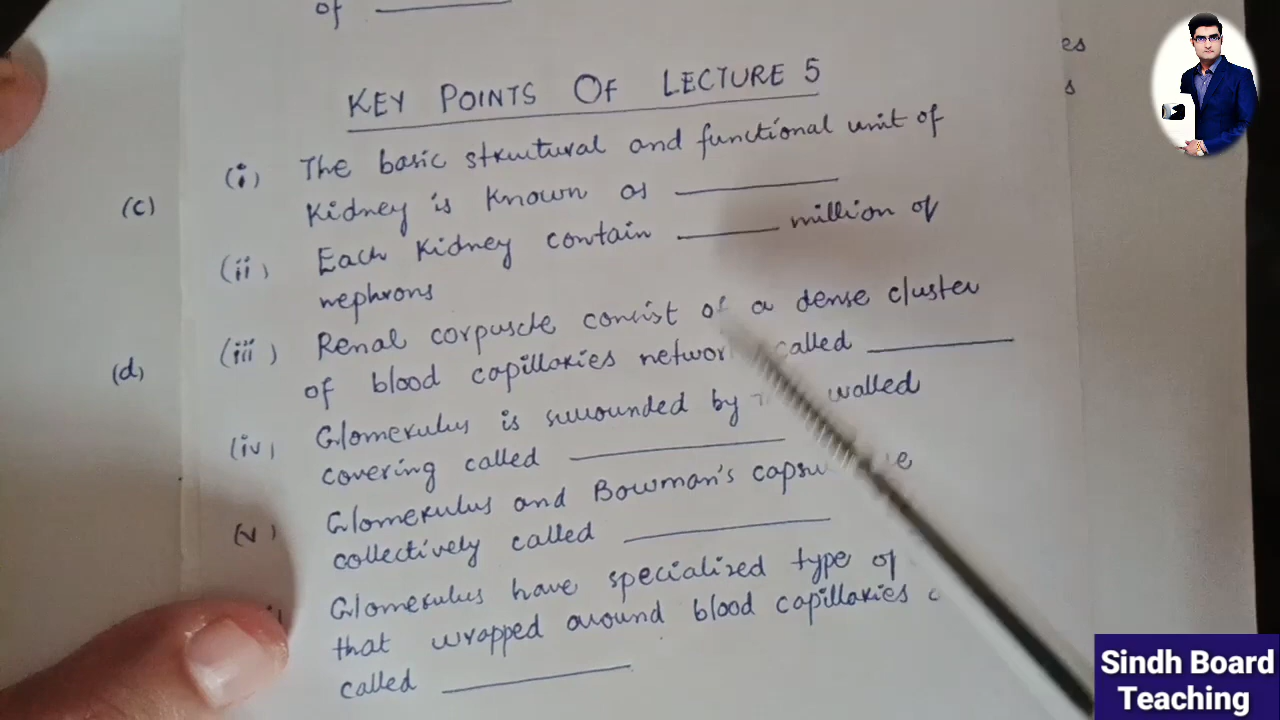 of
KEY POINTS OF LECTURE 5
es
s
(c)
(i) The basic structural and functional unit of
Kidney is known as
(ii) Each Kidney contain million of
nephrons
(d)
(iii) Renal corpuscle consist of a dense cluster
of blood capillaries network called
(iv) Glomerulus is surrounded by walled
covering called
(v) Glomerulus and Bowman's
collectively called
Glomerulus have specialized type of
that wrapped around blood capillaries
called
Sindh Board
Teaching